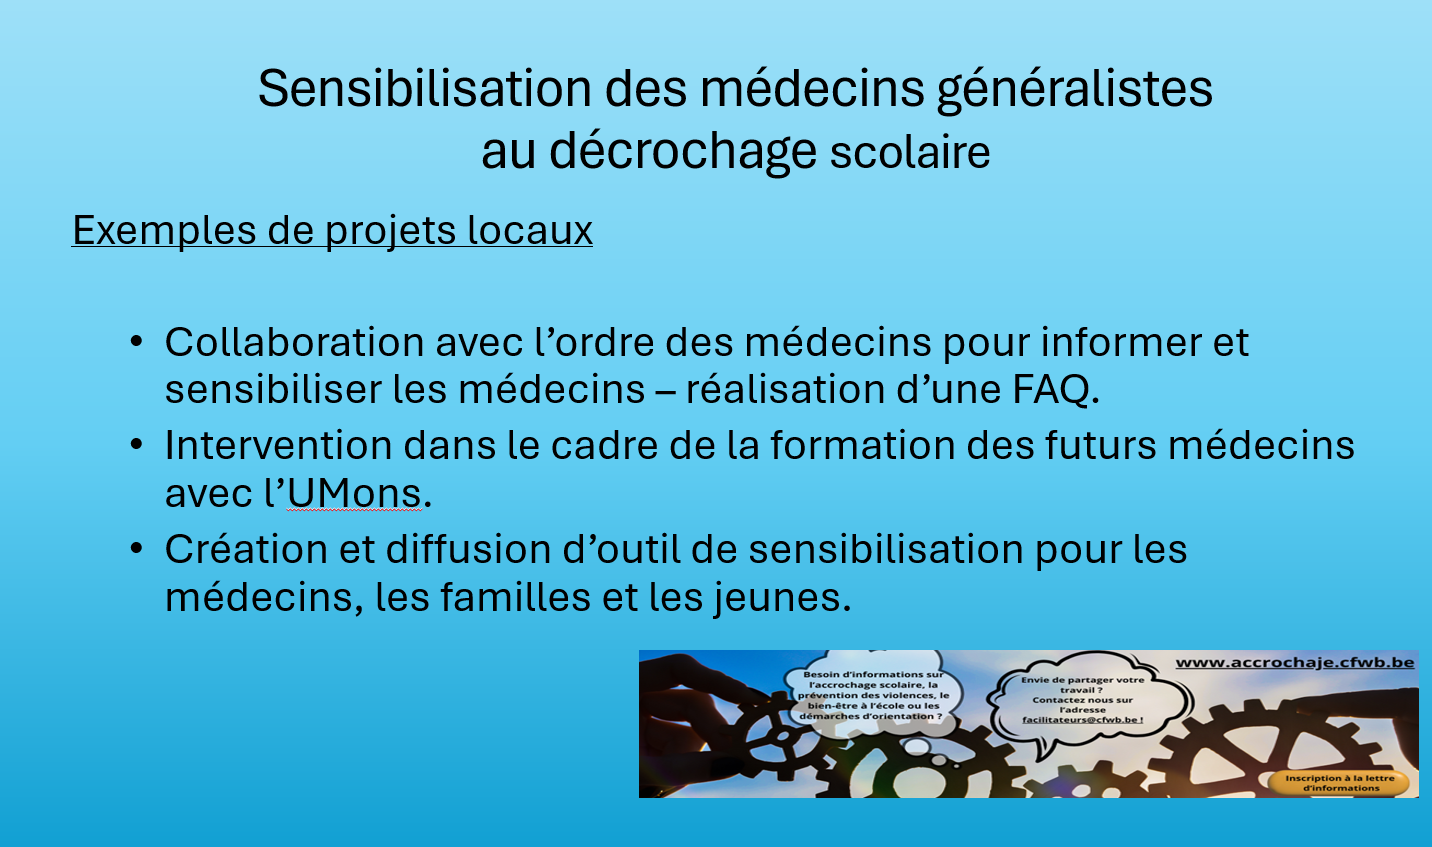 Sensibilisation des médecins généralistes
au décrochage scolaire
Exemples de projets locaux
• Collaboration avec l’ordre des médecins pour informer et
sensibiliser les médecins – réalisation d’une FAQ.
• Intervention dans le cadre de la formation des futurs médecins
avec l’UMons.
• Création et diffusion d’outil de sensibilisation pour les
médecins, les familles et les jeunes.
www.accrochaje.cfwb.be
Besoin d’informations sur
l’accrochage scolaire, la
prévention des violences, le
bien-être à l’école ou les
démarches d’orientation ?
Envie de partager votre
travail ?
Contactez nous sur
l’adresse
facilitateurs@cfwb.be !
Inscription à la lettre
d’informations